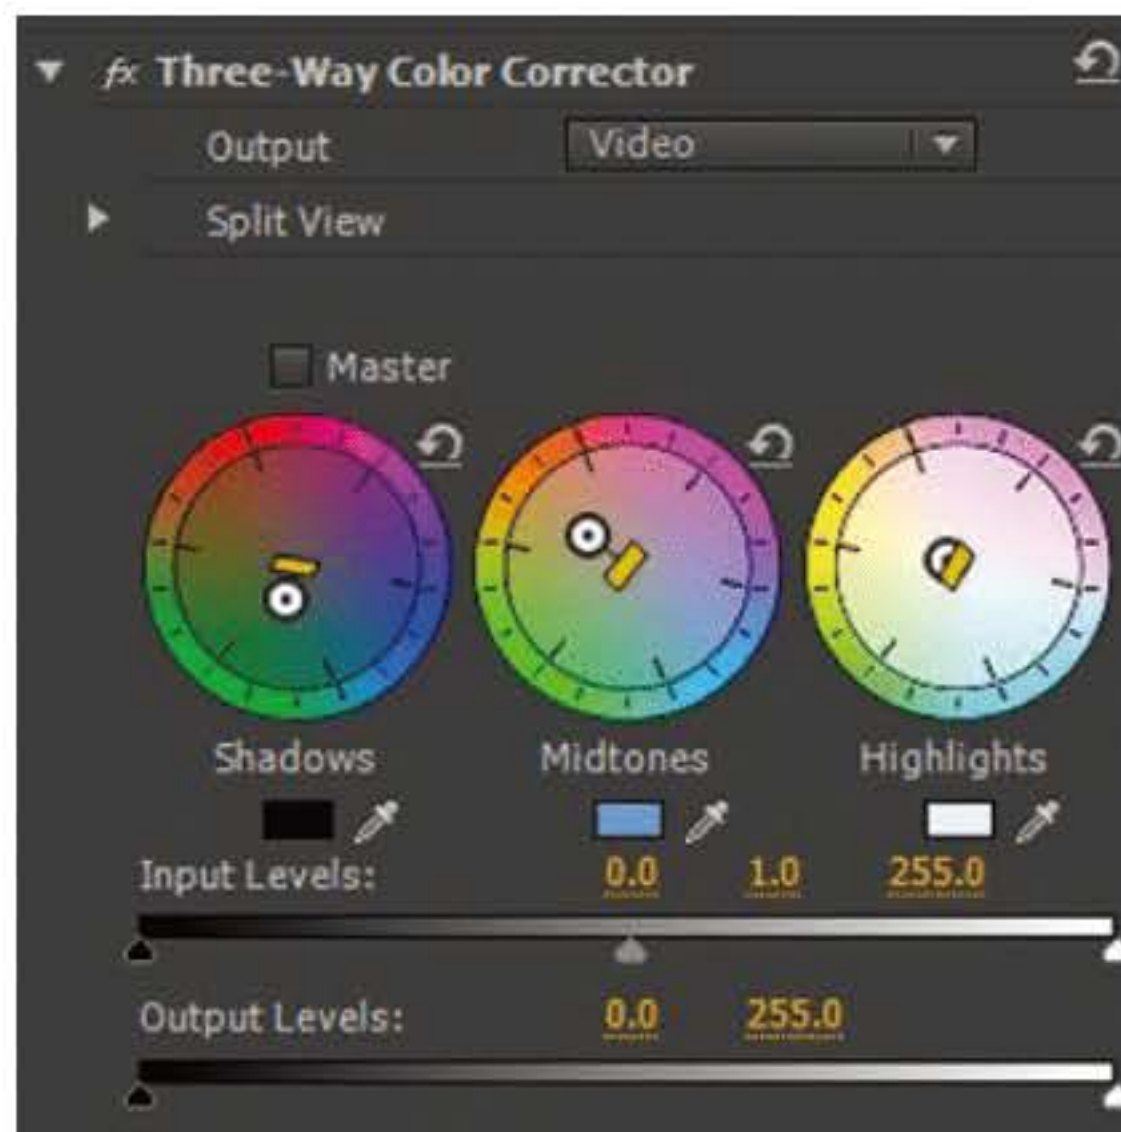 fx Three-Way Color Corrector
Output Video
Split View
Master
Shadows Midtones Highlights
Input Levels: 0.0 1.0 255.0
Output Levels: 0.0 255.0